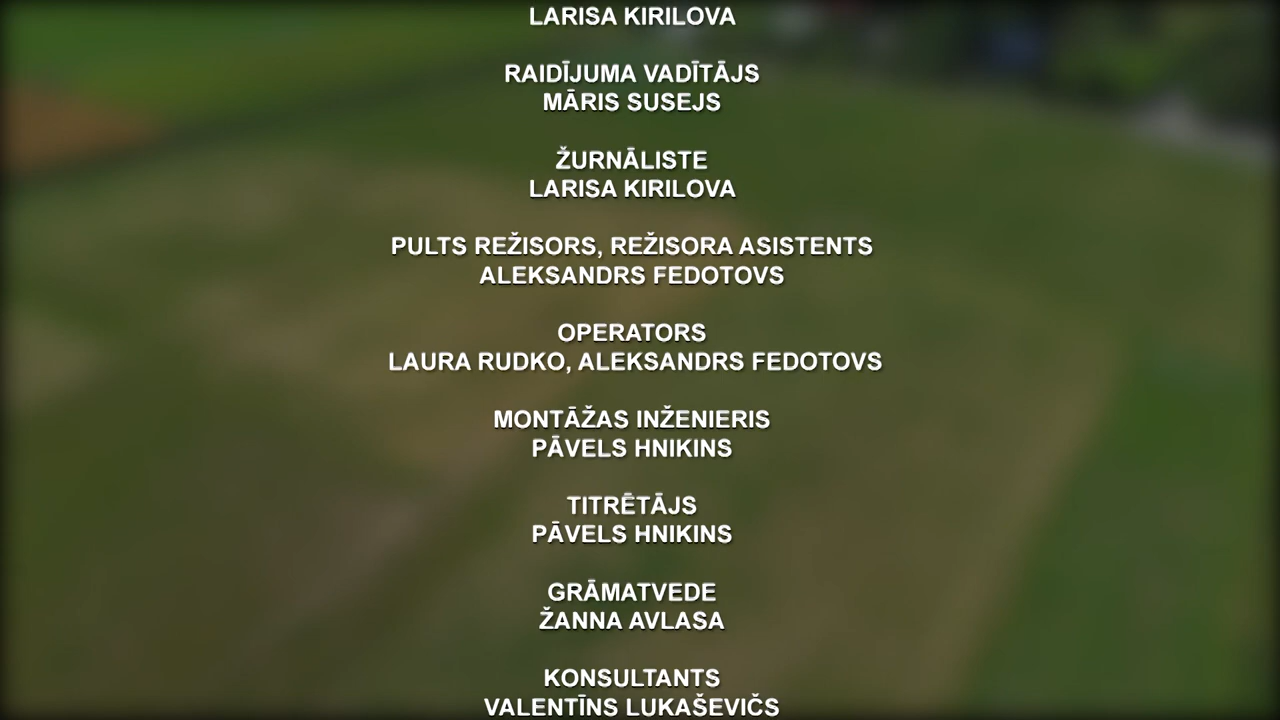 LARISA KIRILOVA
RAIDĪJUMA VADĪTĀJS
MĀRIS SUSEJS
ŽURNĀLISTE
LARISA KIRILOVA
PULTS REŽISORS, REŽISORA ASISTENTS
ALEKSANDRS FEDOTOVS
OPERATORS
LAURA RUDKO, ALEKSANDRS FEDOTOVS
MONTĀŽAS INŽENIERIS
PĀVELS HNIKINS
TITRĒTĀJS
PĀVELS HNIKINS
GRĀMATVEDE
ŽANNA AVLASA
KONSULTANTS
VALENTĪNS LUKAŠEVIČS